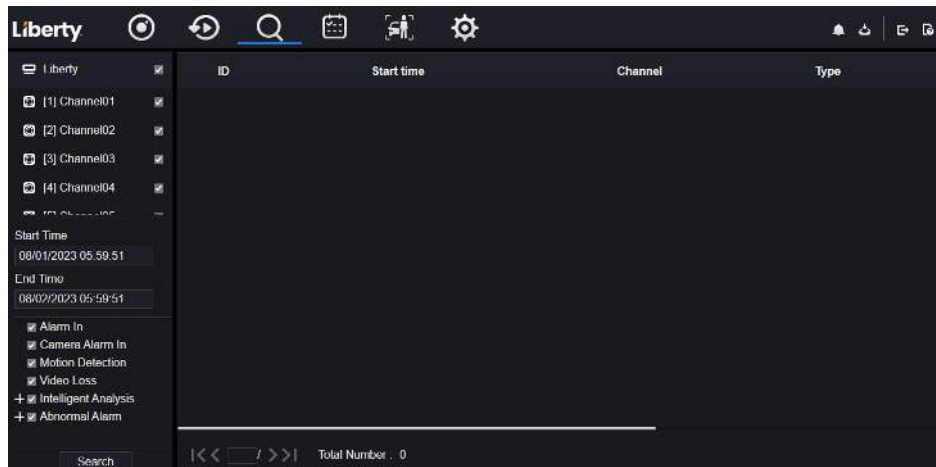 Liberty
Liberty
ID Start time Channel Type
[1] Channel01
[2] Channel02
[3] Channel03
[4] Channel04
Start Time
08/01/2023 05:59:51
End Time
08/02/2023 05:59:51
Alarm In
Camera Alarm In
Motion Detection
Video Loss
Intelligent Analysis
Abnormal Alarm
Search
/ Total Number : 0